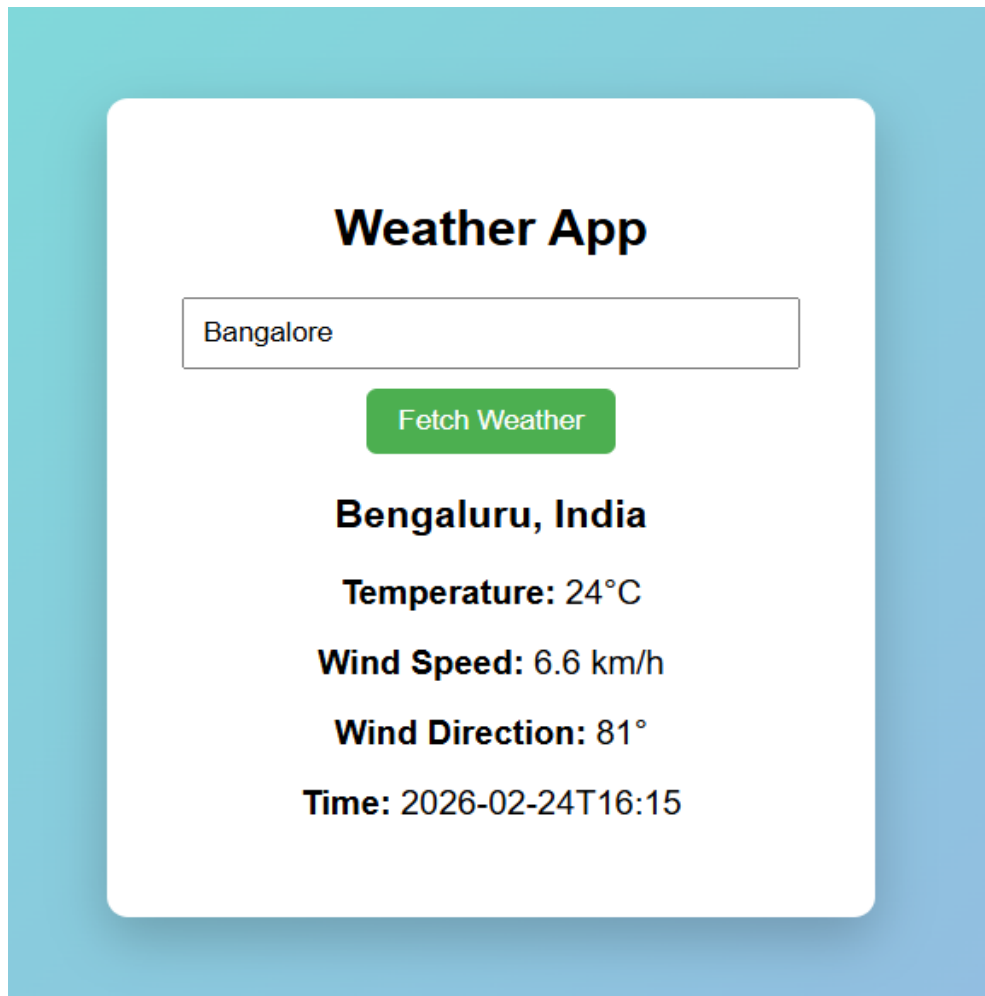 Weather App
Bangalore
Fetch Weather
Bengaluru, India
Temperature: 24°C
Wind Speed: 6.6 km/h
Wind Direction: 81°
Time: 2026-02-24T16:15